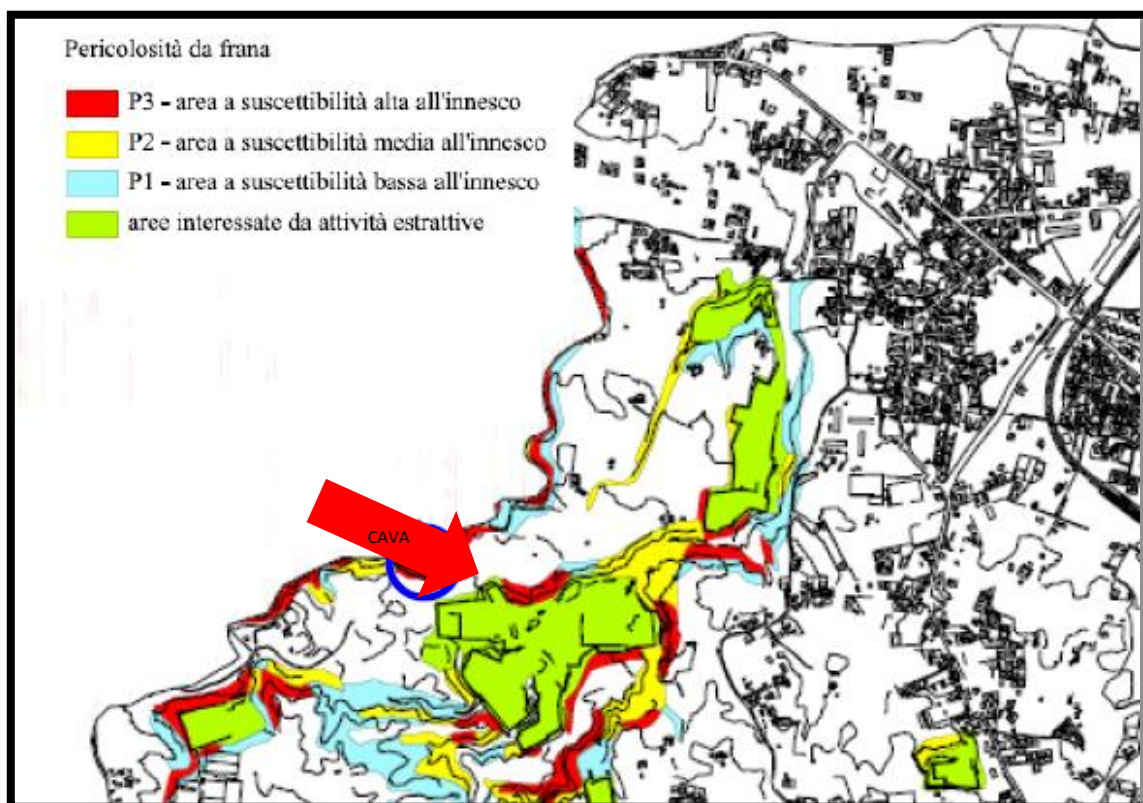 Pericolosità da frana
P3 - area a suscettibilità alta all'innesco
P2 - area a suscettibilità media all'innesco
P1 - area a suscettibilità bassa all'innesco
aree interessate da attività estrattive
CAVA